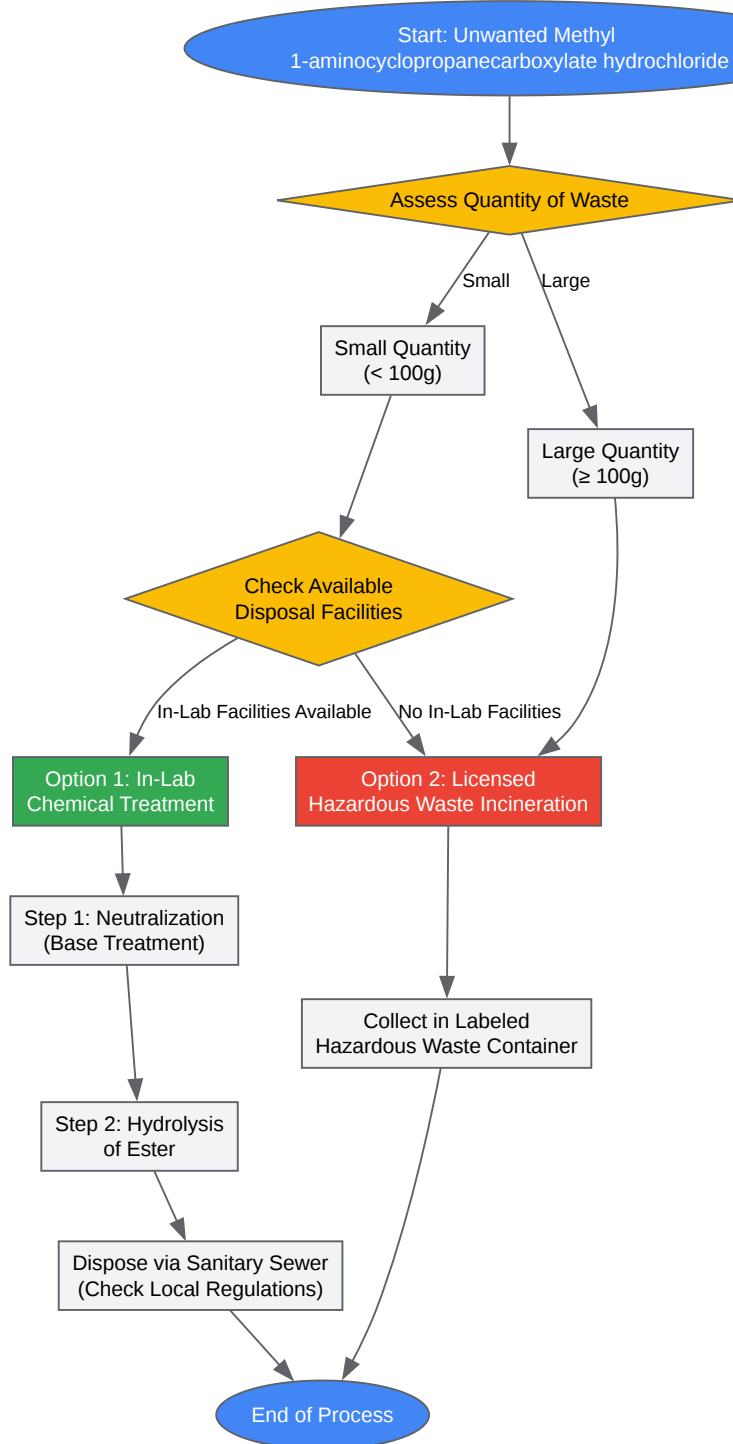 Start: Unwanted Methyl
1-aminocyclopropanecarboxylate hydrochloride
Assess Quantity of Waste
Small
Large
Small Quantity
(< 100g)
Large Quantity
(≥ 100g)
Check Available
Disposal Facilities
In-Lab Facilities Available
No In-Lab Facilities
Option 1: In-Lab
Chemical Treatment
Option 2: Licensed
Hazardous Waste Incineration
Step 1: Neutralization
(Base Treatment)
Collect in Labeled
Hazardous Waste Container
Step 2: Hydrolysis
of Ester
Dispose via Sanitary Sewer
(Check Local Regulations)
End of Process